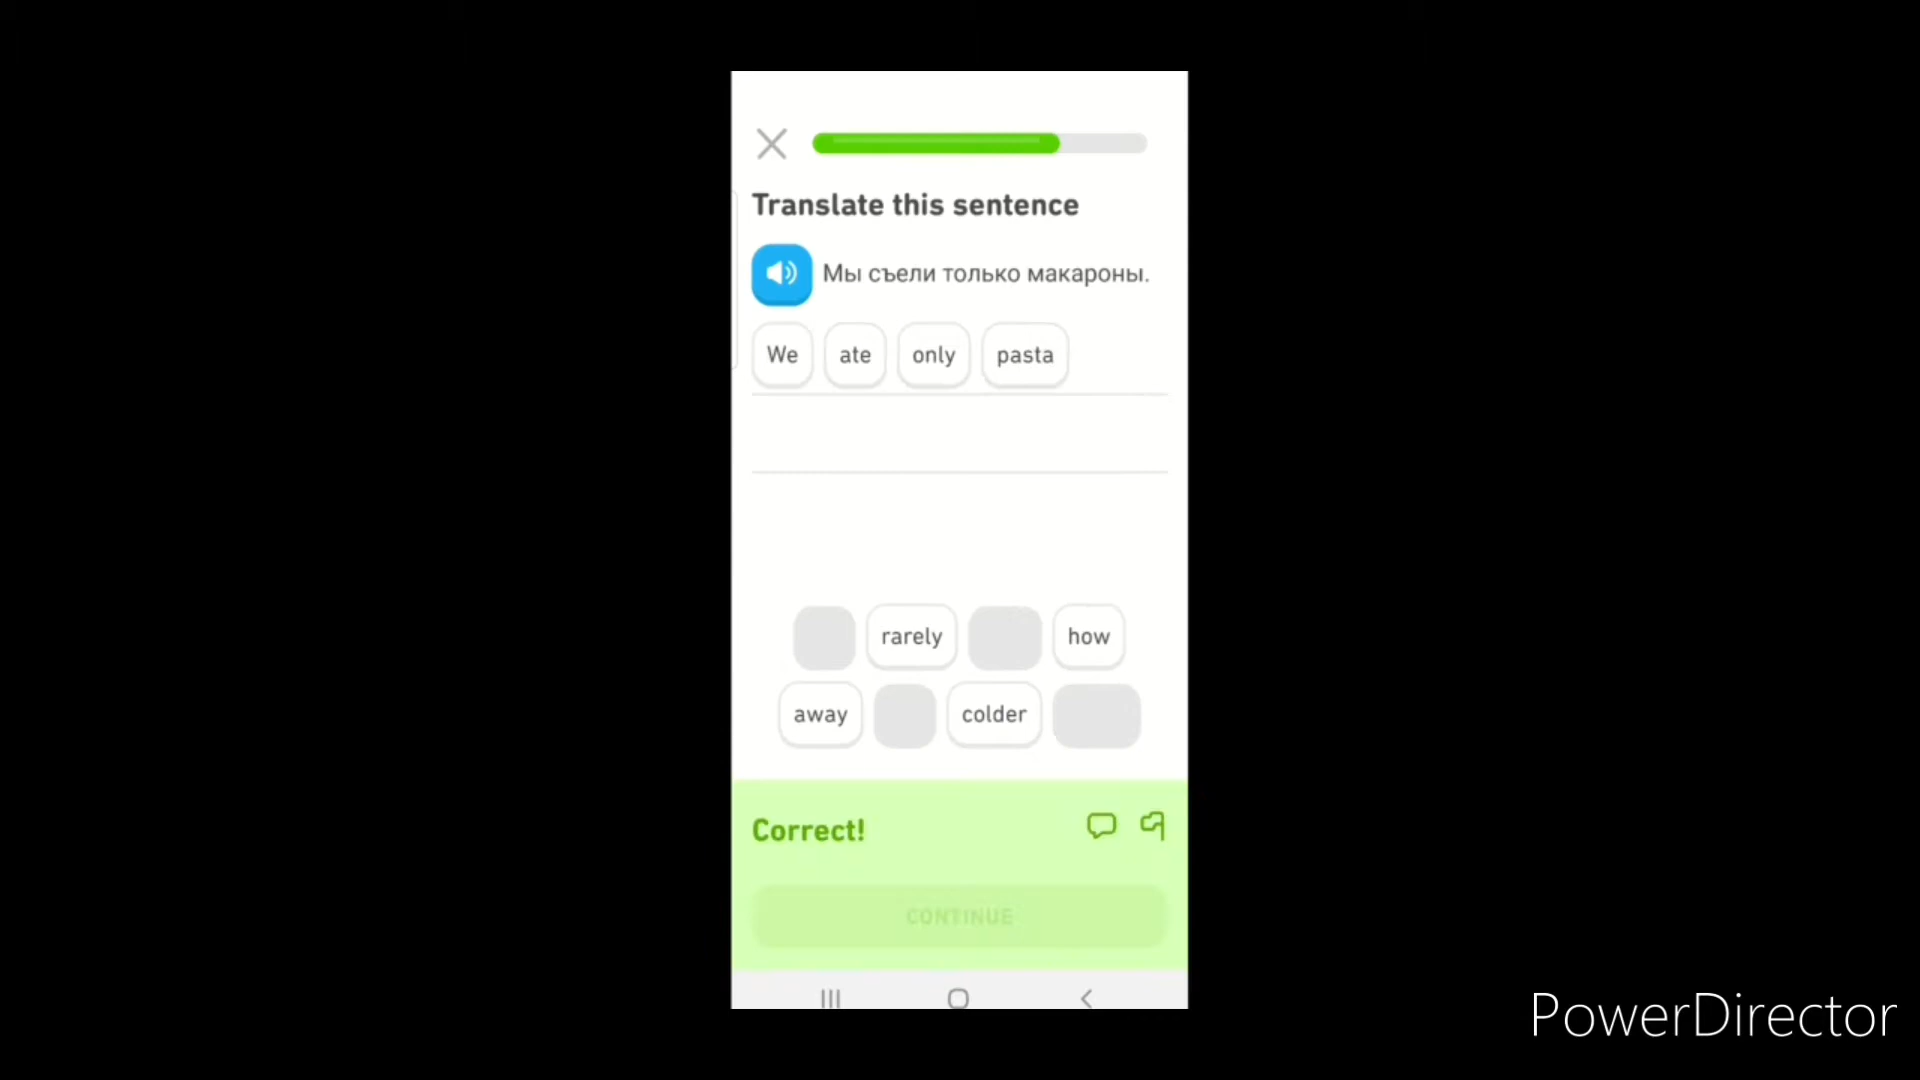 Translate this sentence
Мы съели только макароны.
We ate only pasta
rarely how
away colder
Correct!
CONTINUE
PowerDirector